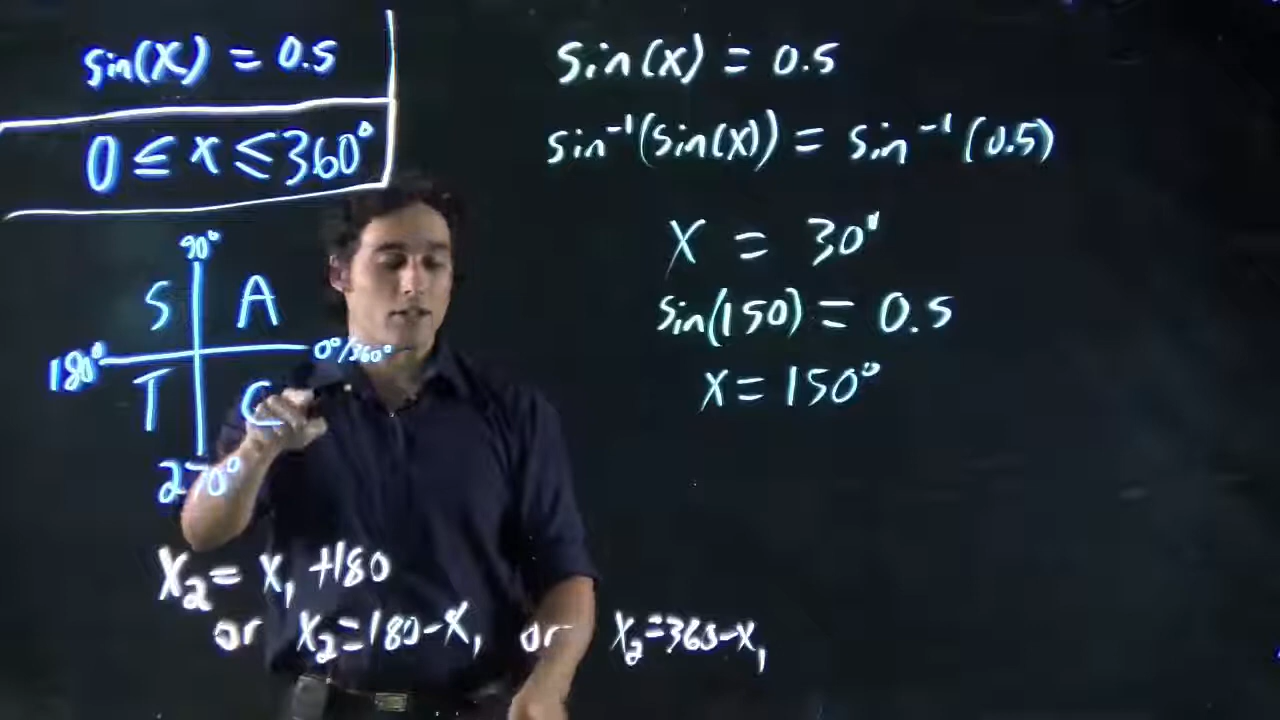 sin(x) = 0.5
0 ≤ x ≤ 360°
90°
S A
180° 0°/360°
T C
270°
x₂ = x₁ +180
or x₂=180-x₁ or x₂=360-x₁
sin(x) = 0.5
sin⁻¹(sin(x)) = sin⁻¹(0.5)
x = 30°
sin(150) = 0.5
x = 150°